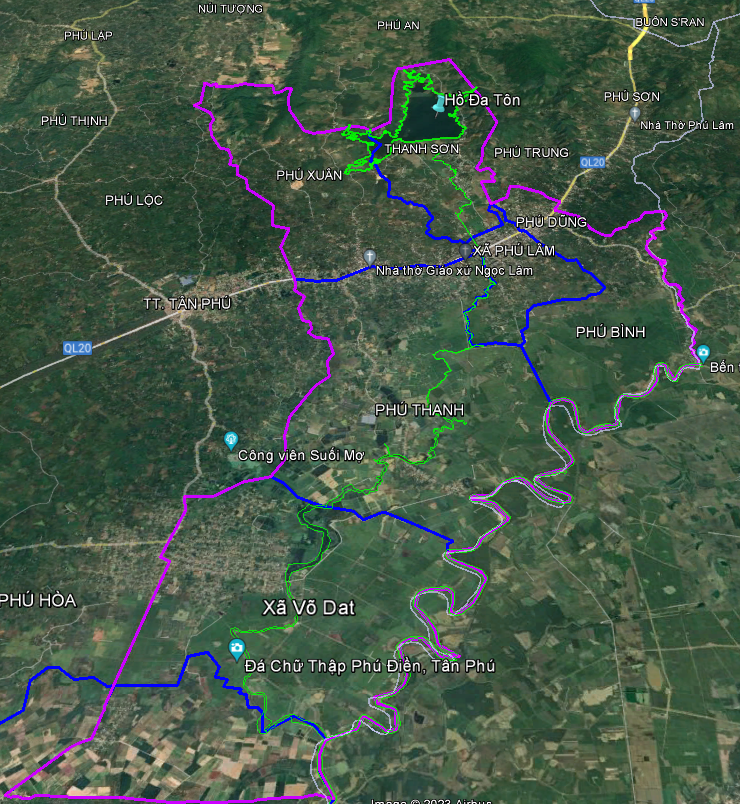 NÚI TƯỢNG
PHÚ AN
BUÔN S'RAN
PHÚ LẬP
PHÚ SƠN
Hồ Đa Tôn
PHÚ THỊNH
Nhà Thờ Phú Lâm
THANH SƠN
PHÚ TRUNG
QL20
PHÚ XUÂN
PHÚ LỘC
PHÚ DŨNG
XÃ PHÚ LÂM
Nhà thờ Giáo xứ Ngọc Lâm
TT. TÂN PHÚ
PHÚ BÌNH
QL20
Bến
PHÚ THANH
Công viên Suối Mơ
PHÚ HÒA
Xã Võ Dat
Đá Chữ Thập Phú Điền, Tân Phú
Image © 2023 Airbus